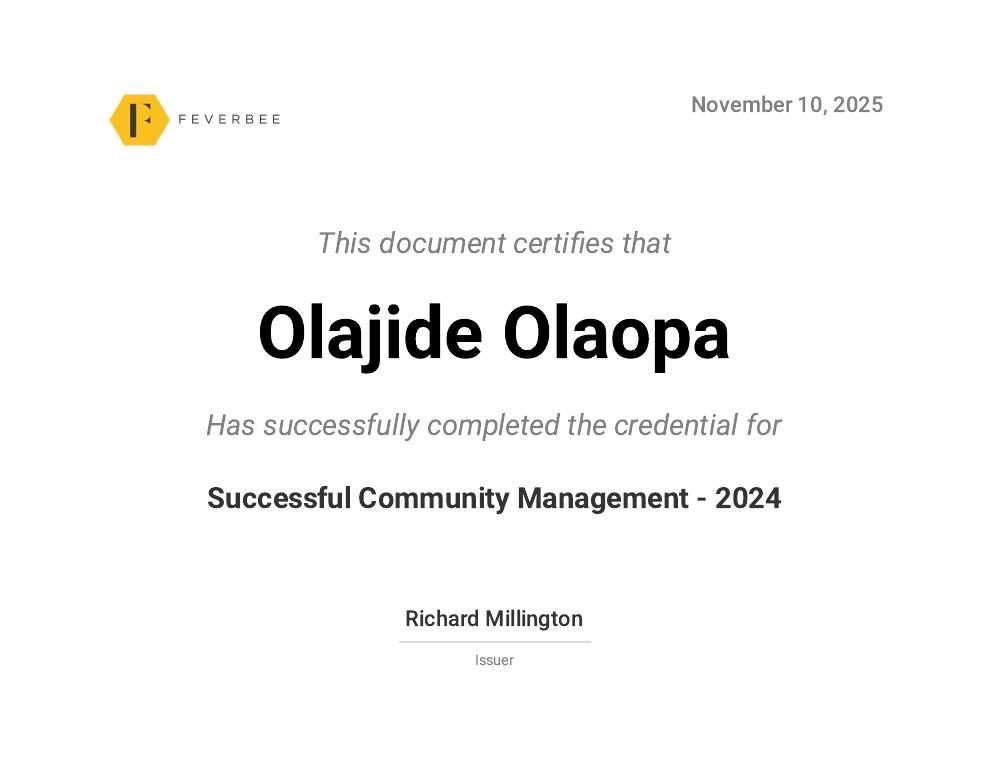 F FEVERBEE
November 10, 2025
This document certifies that
Olajide Olaopa
Has successfully completed the credential for
Successful Community Management - 2024
Richard Millington
Issuer